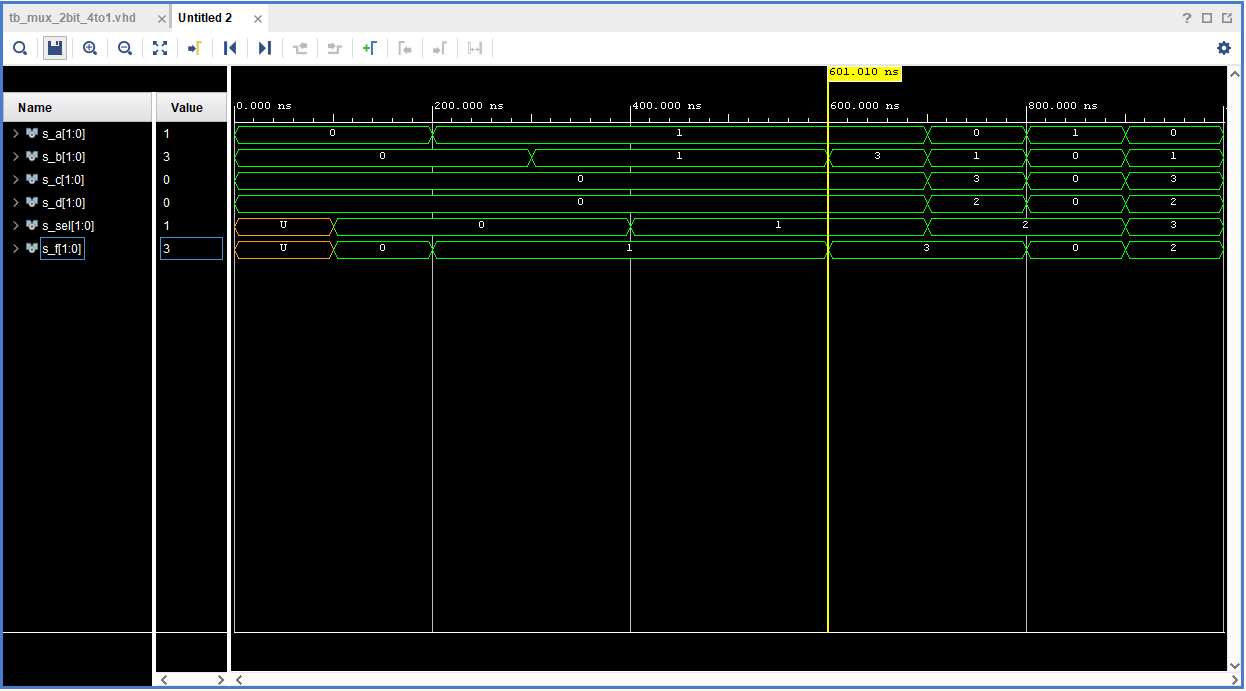 tb_mux_2bit_4to1.vhd × Untitled 2 ×
?
601.010 ns
Name Value 0.000 ns 200.000 ns 400.000 ns 600.000 ns 800.000 ns
s_a[1:0] 1 0 1 0 1 0
s_b[1:0] 3 0 1 3 1 0 1
s_c[1:0] 0 0 3 0 3
s_d[1:0] 0 0 2 0 2
s_sel[1:0] 1 U 0 1 2 3
s_f[1:0] 3 U 0 1 3 0 2